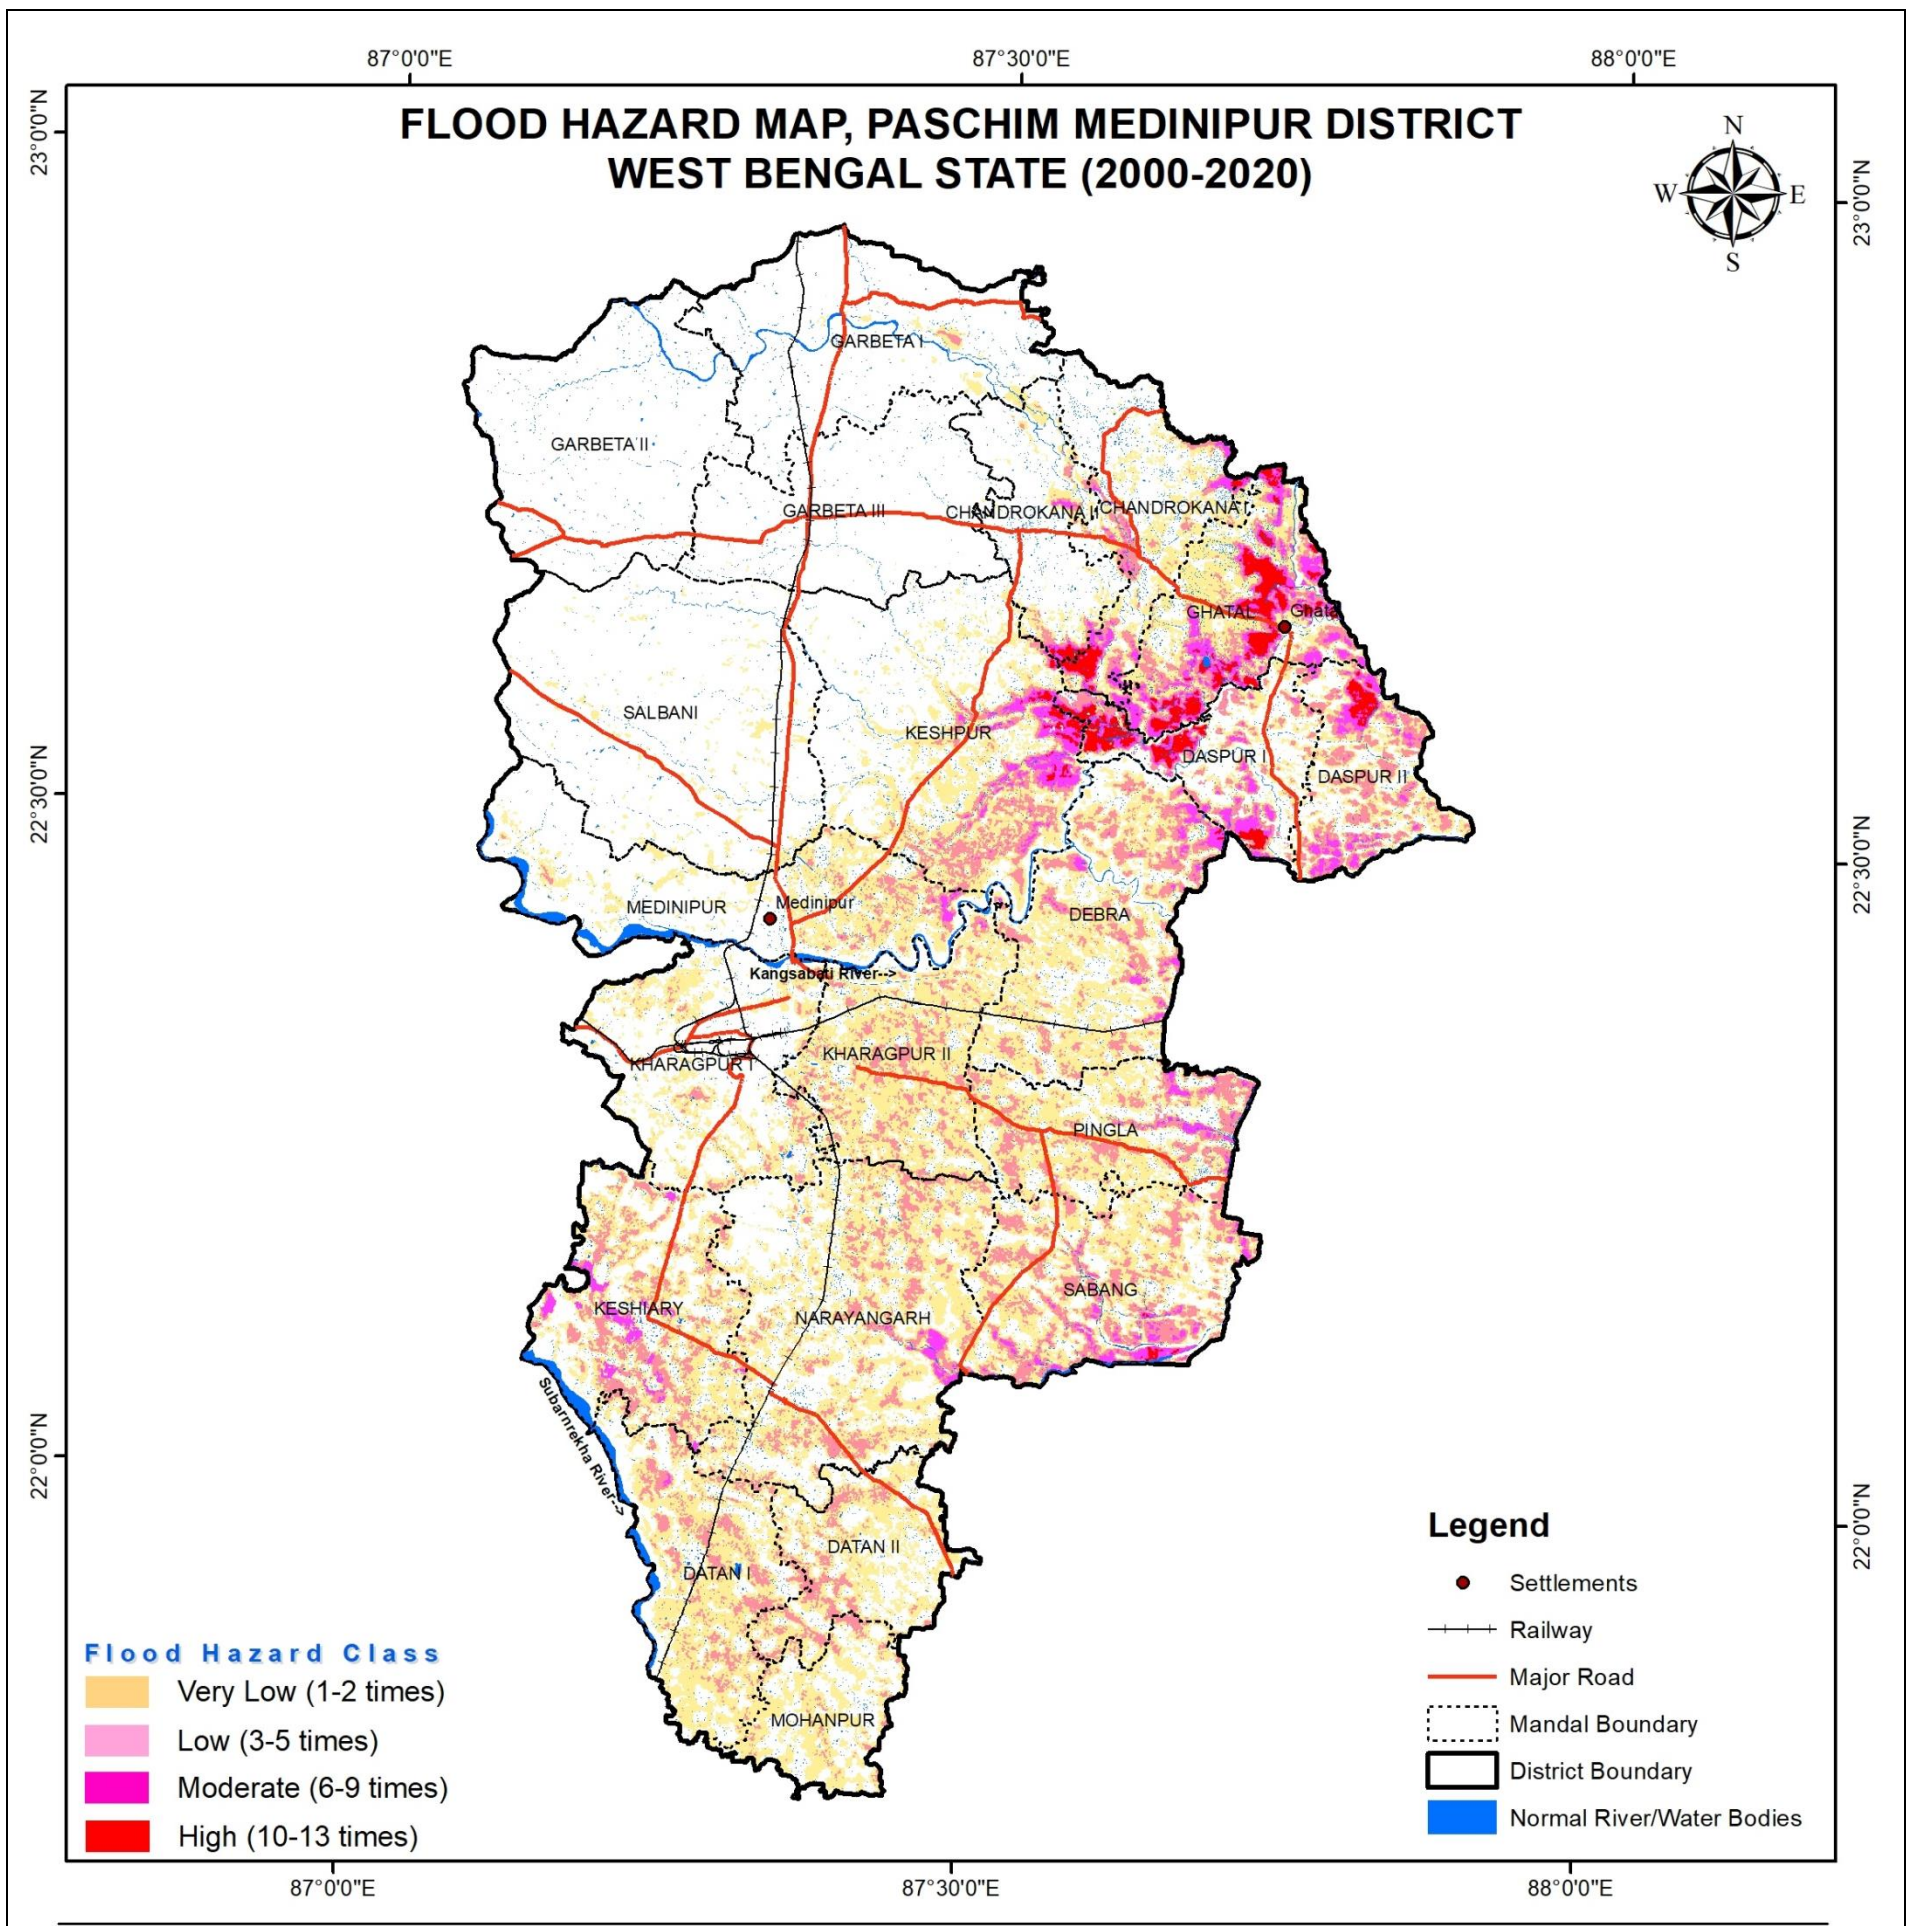 87°0'0"E 87°30'0"E 88°0'0"E
23°0'0"N
23°0'0"N
FLOOD HAZARD MAP, PASCHIM MEDINIPUR DISTRICT
WEST BENGAL STATE (2000-2020)
N
W E
S
GARBETA I
GARBETA II
GARBETA III
CHANDROKANA II
CHANDROKANA I
GHATAL
Ghatal
SALBANI
KESHPUR
DASPUR I
DASPUR II
22°30'0"N
22°30'0"N
MEDINIPUR
Medinipur
DEBRA
Kangsabati River-->
KHARAGPUR II
KHARAGPUR I
PINGLA
SABANG
KESHIARY
NARAYANGARH
Subarnrekha River-->
22°0'0"N
22°0'0"N
DATAN II
DATAN I
MOHANPUR
Flood Hazard Class
Very Low (1-2 times)
Low (3-5 times)
Moderate (6-9 times)
High (10-13 times)
Legend
Settlements
Railway
Major Road
Mandal Boundary
District Boundary
Normal River/Water Bodies
87°0'0"E 87°30'0"E 88°0'0"E